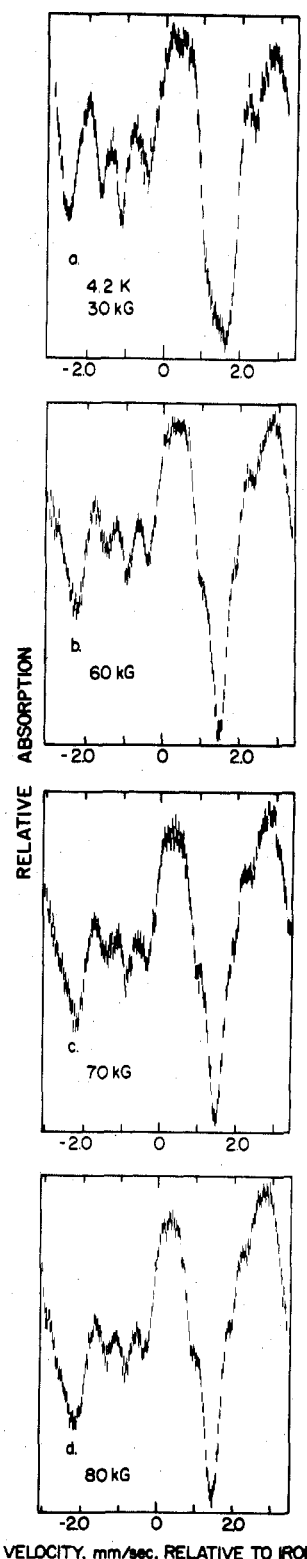 a.
4.2 K
30 kG
-2.0 0 2.0
b.
60 kG
-2.0 0 2.0
RELATIVE ABSORPTION
c.
70 kG
-2.0 0 2.0
d.
80 kG
-2.0 0 2.0
VELOCITY, mm/sec, RELATIVE TO IRO